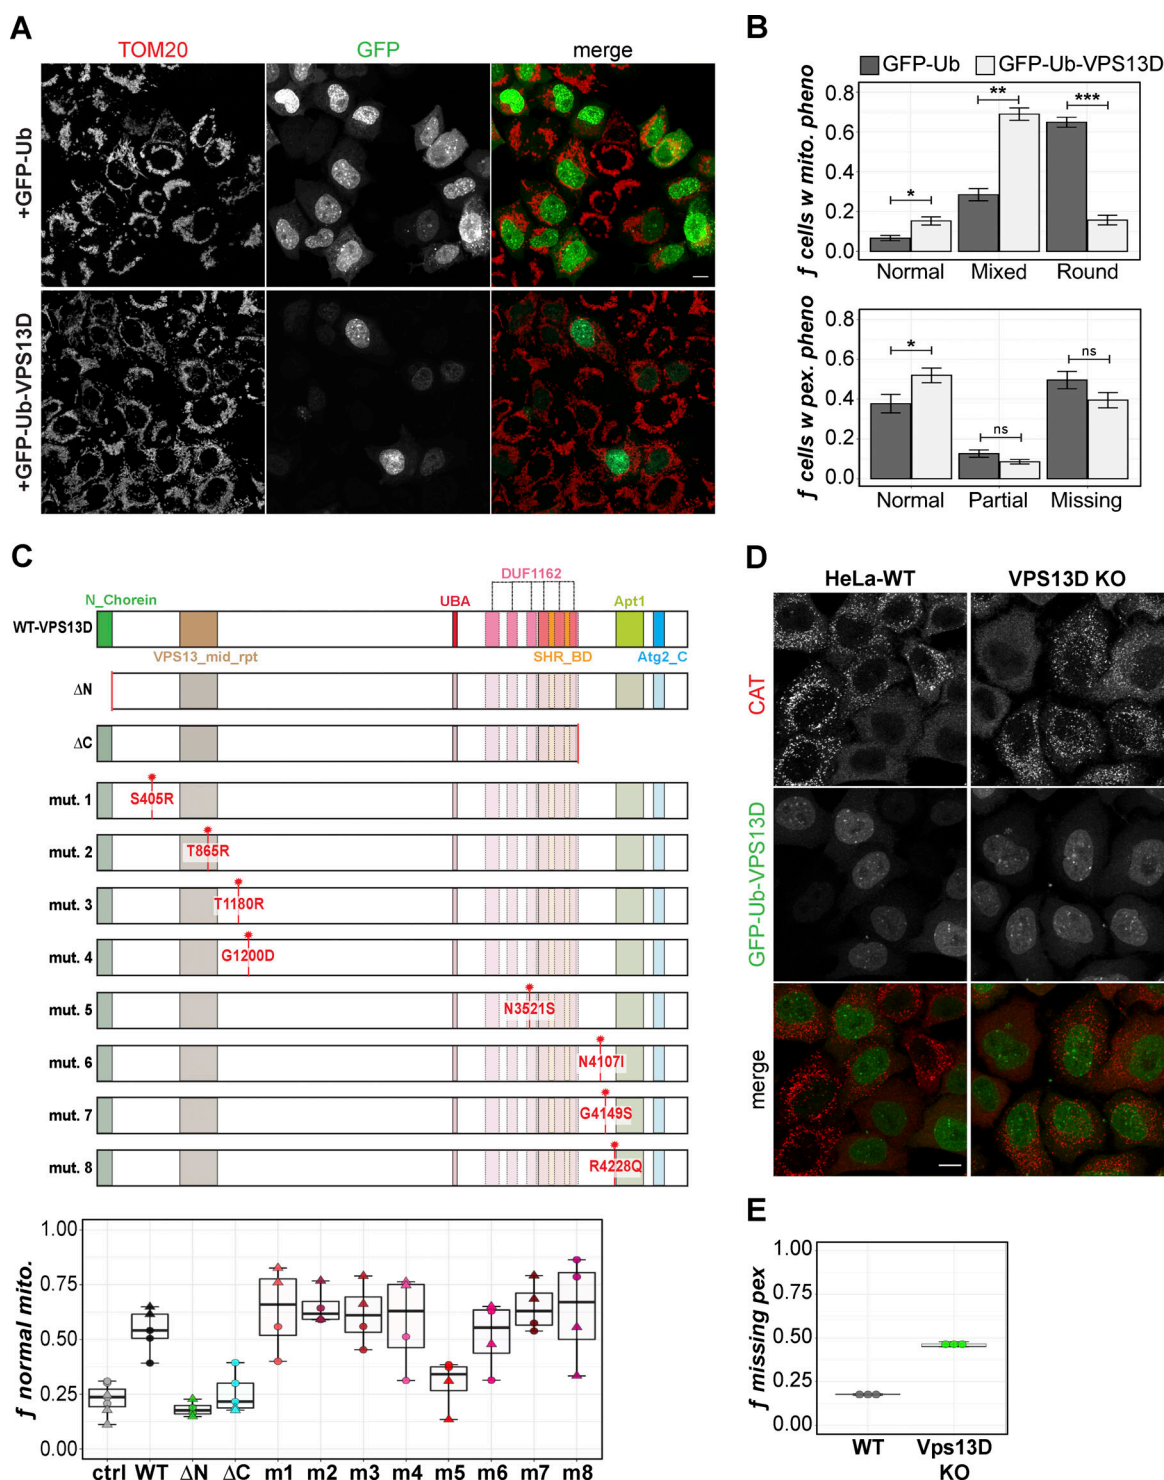 A
TOM20 GFP merge
+GFP-Ub
+GFP-Ub-VPS13D
B
GFP-Ub GFP-Ub-VPS13D
ƒ cells w mito. pheno
0.8
0.6
0.4
0.2
0.0
* ** ***
Normal Mixed Round
ƒ cells w pex. pheno
0.8
0.6
0.4
0.2
0.0
* ns ns
Normal Partial Missing
C
DUF1162
N_Chorein UBA Apt1
WT-VPS13D
VPS13_mid_rpt SHR_BD Atg2_C
ΔN
ΔC
mut. 1 S405R
mut. 2 T865R
mut. 3 T1180R
mut. 4 G1200D
mut. 5 N3521S
mut. 6 N4107I
mut. 7 G4149S
mut. 8 R4228Q
ƒ normal mito.
1.00
0.75
0.50
0.25
0.00
ctrl WT ΔN ΔC m1 m2 m3 m4 m5 m6 m7 m8
D
HeLa-WT VPS13D KO
CAT
GFP-Ub-VPS13D
merge
E
ƒ missing pex
1.00
0.75
0.50
0.25
0.00
WT Vps13D
KO